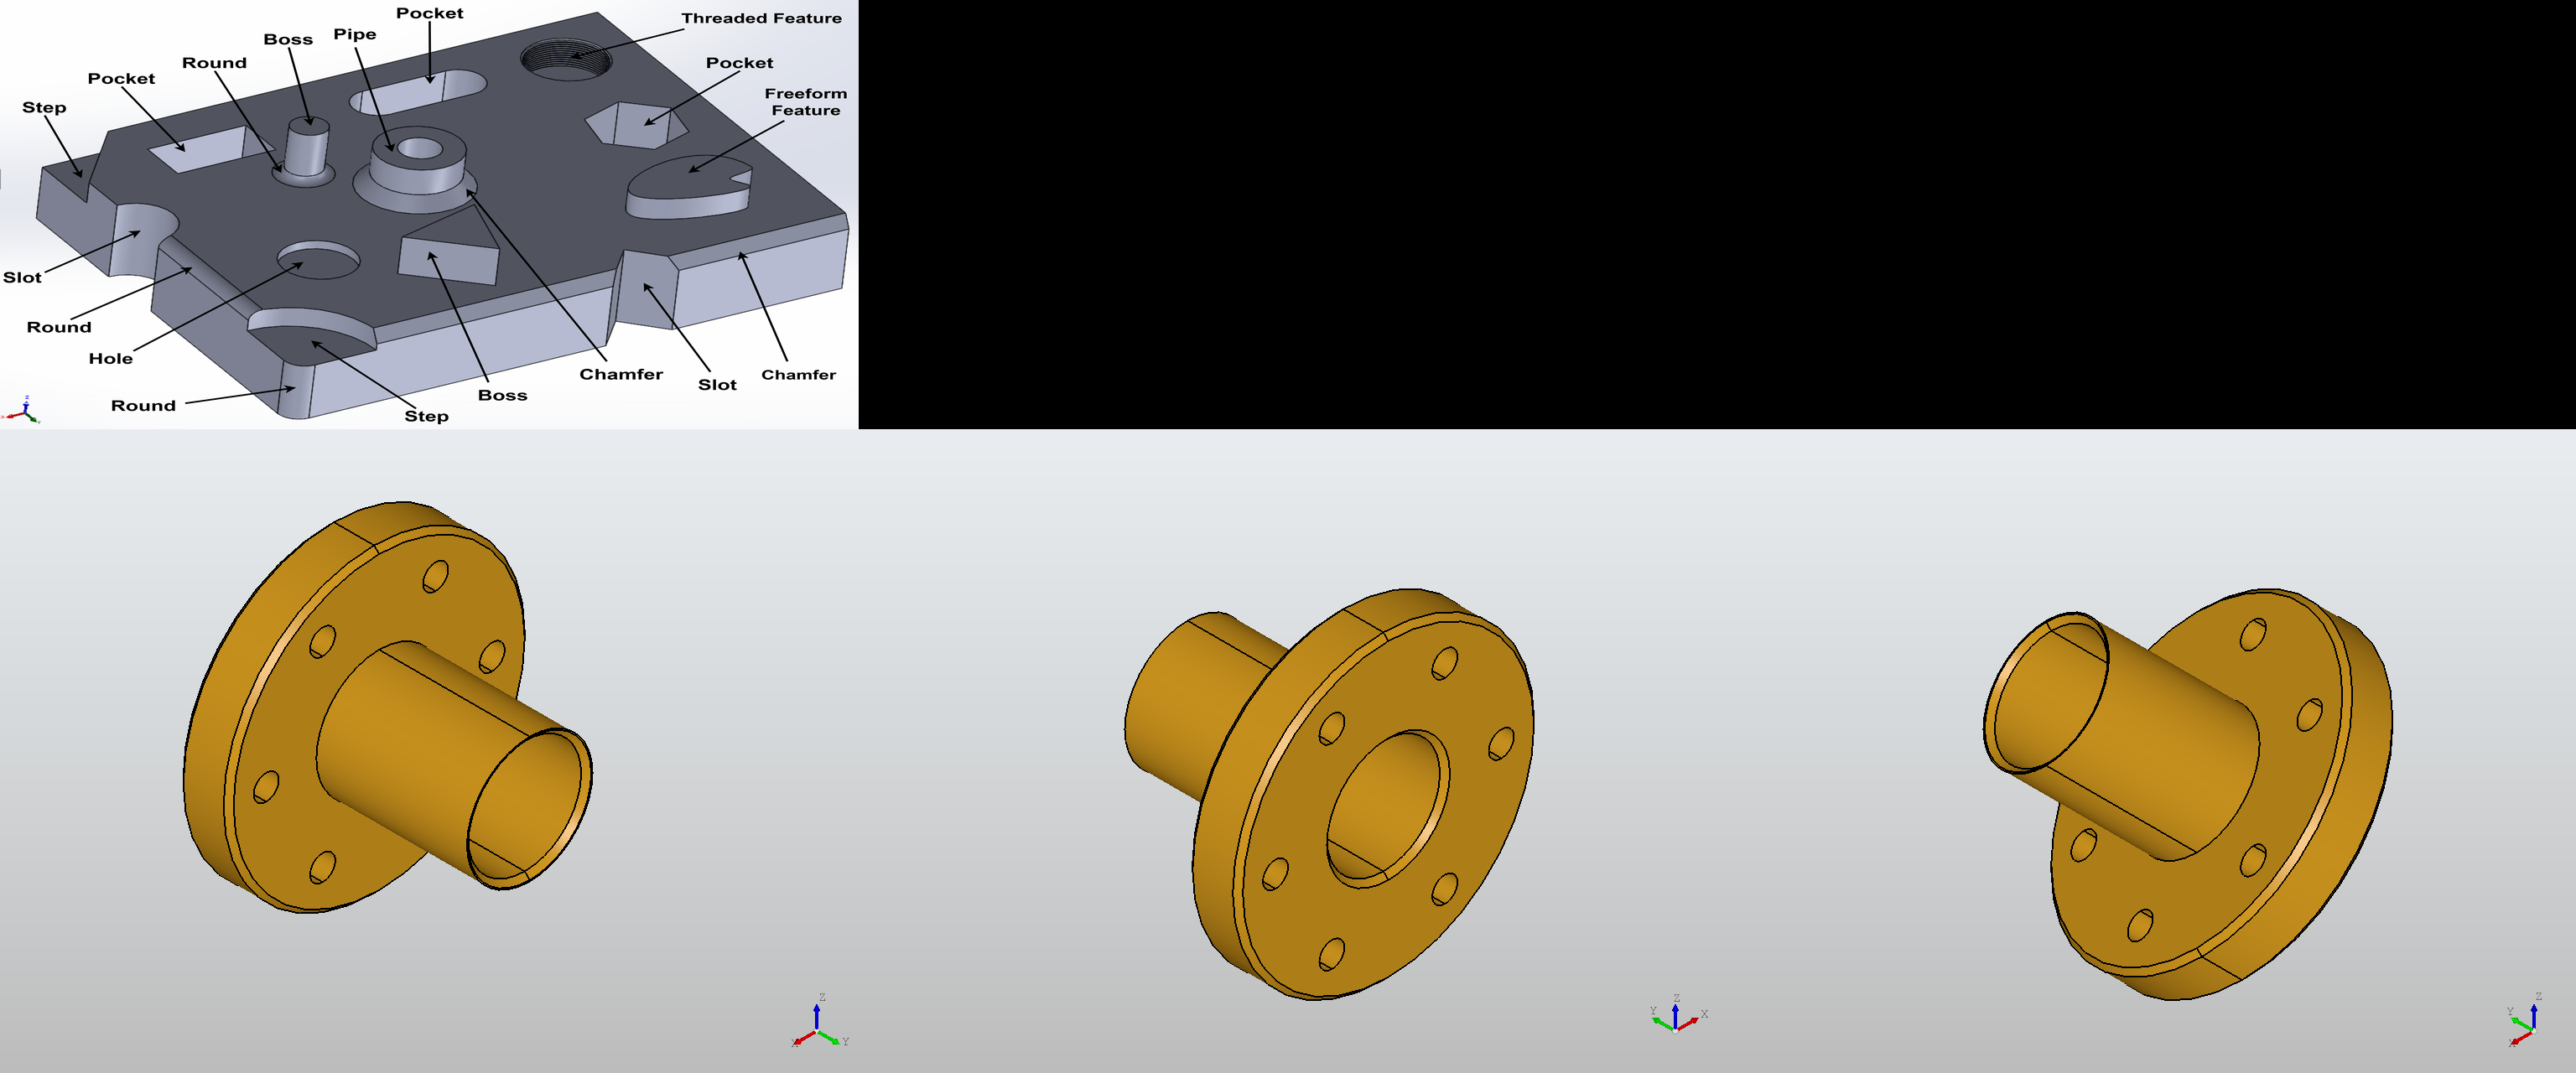 Pocket
Threaded Feature
Boss
Pipe
Round
Pocket
Pocket
Freeform
Feature
Step
Slot
Round
Hole
Chamfer
Chamfer
Slot
Boss
Round
Step
Z
X
Y
Z
Y
X
Z
Y
X